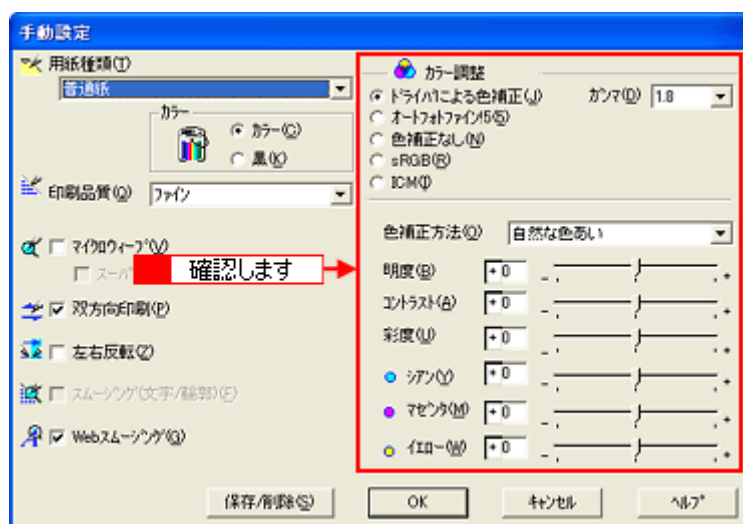 手動設定
用紙種類(T)
普通紙
カラー
カラー(C)
黒(K)
印刷品質(Q)
ファイン
マイクロウィーブ(V)
スーパ
確認します
双方向印刷(P)
左右反転(Z)
スムージング(文字/輪郭)(F)
Webスムージング(G)
カラー調整
ドライバによる色補正(J)
ガンマ(D)
1.8
オートフォトファイン!5(5)
色補正なし(N)
sRGB(R)
ICM(I)
色補正方法(O)
自然な色あい
明度(B)
+0
-
+
コントラスト(A)
+0
-
+
彩度(U)
+0
-
+
シアン(Y)
+0
-
+
マゼンタ(M)
+0
-
+
イエロー(W)
+0
-
+
保存/削除(S)
OK
キャンセル
ヘルプ